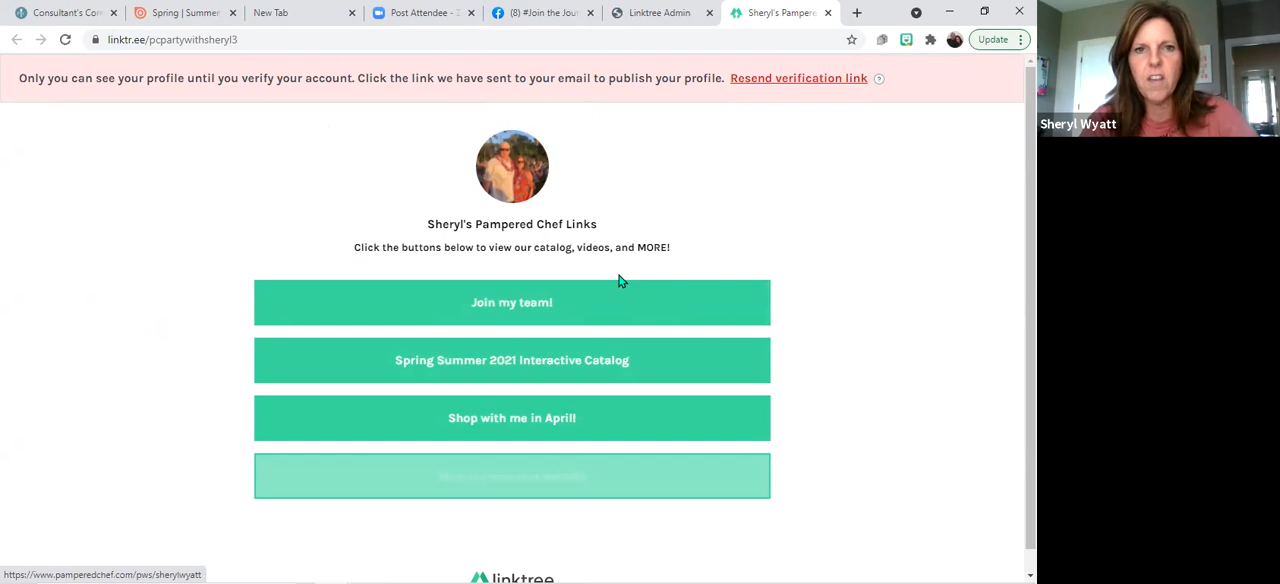 Consultant's Con
Spring | Summer
New Tab
Post Attendee - Z
(8) #Join the Jour
Linktree Admin
Sheryl's Pampere
linktr.ee/pcpartywithsheryl3
Update
Only you can see your profile until you verify your account. Click the link we have sent to your email to publish your profile. Resend verification link ?
Sheryl Wyatt
Sheryl's Pampered Chef Links
Click the buttons below to view our catalog, videos, and MORE!
Join my team!
Spring Summer 2021 Interactive Catalog
Shop with me in April!
https://www.pamperedchef.com/pws/sherylwyatt
linktree